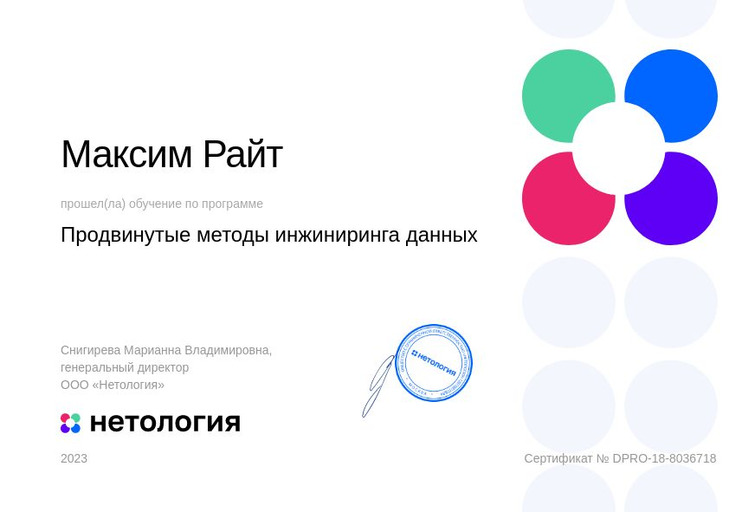 Максим Райт
прошел(ла) обучение по программе
Продвинутые методы инжиниринга данных
Снигирева Марианна Владимировна,
генеральный директор
ООО «Нетология»
нетология
нетология
2023
Сертификат № DPRO-18-8036718